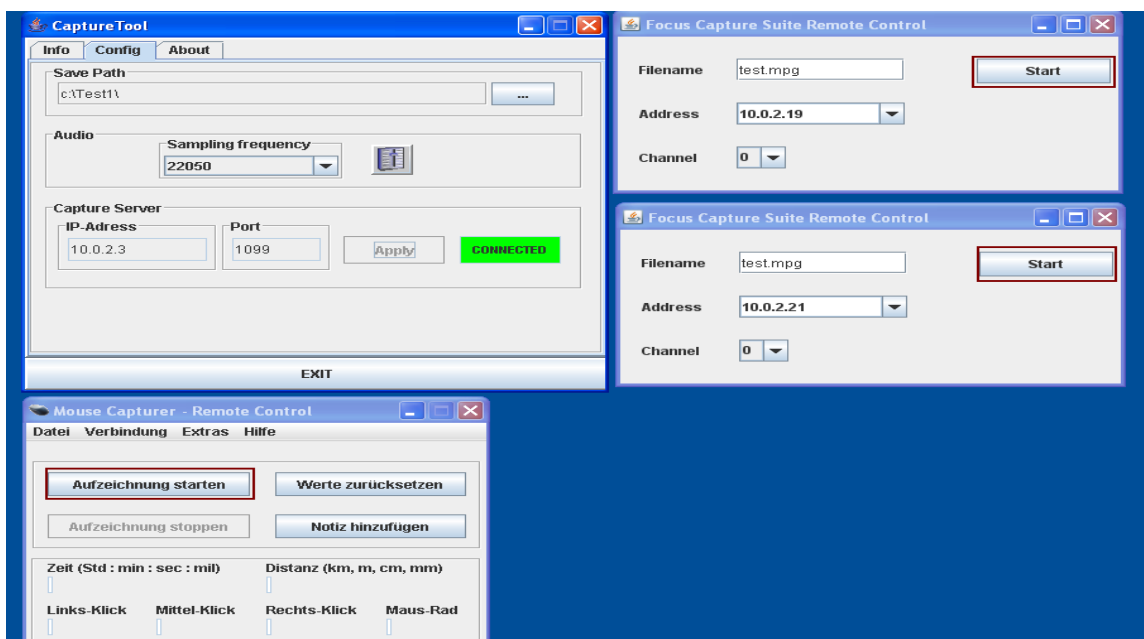 CaptureTool
Info Config About
Save Path
c:\Test1\ ...
Audio
Sampling frequency
22050
Capture Server
IP-Adress Port
10.0.2.3 1099 Apply CONNECTED
EXIT
Focus Capture Suite Remote Control
Filename test.mpg Start
Address 10.0.2.19
Channel 0
Focus Capture Suite Remote Control
Filename test.mpg Start
Address 10.0.2.21
Channel 0
Mouse Capturer - Remote Control
Datei Verbindung Extras Hilfe
Aufzeichnung starten Werte zurücksetzen
Aufzeichnung stoppen Notiz hinzufügen
Zeit (Std : min : sec : mil) Distanz (km, m, cm, mm)
Links-Klick Mittel-Klick Rechts-Klick Maus-Rad